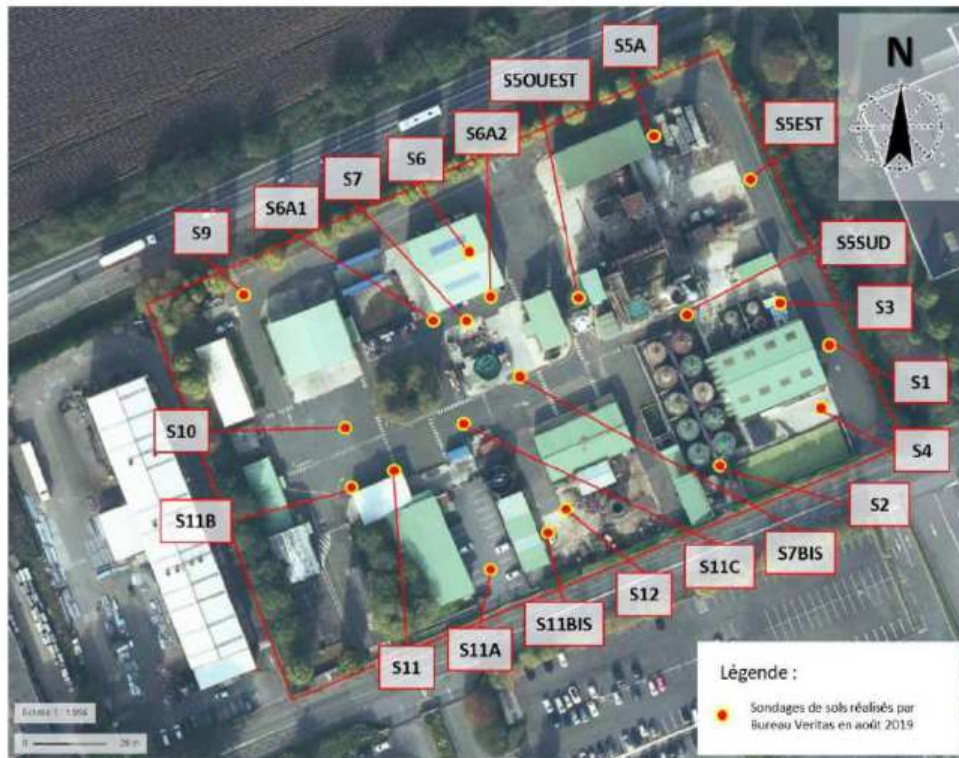 S5A
N
S5OUEST
S6A2
S5EST
S6
S7
S6A1
S9
S5SUD
S3
S1
S10
S4
S11B
S2
S7BIS
S11C
S12
S11BIS
S11A
S11
Légende :
Sondages de sols réalisés par
Bureau Veritas en août 2019
0